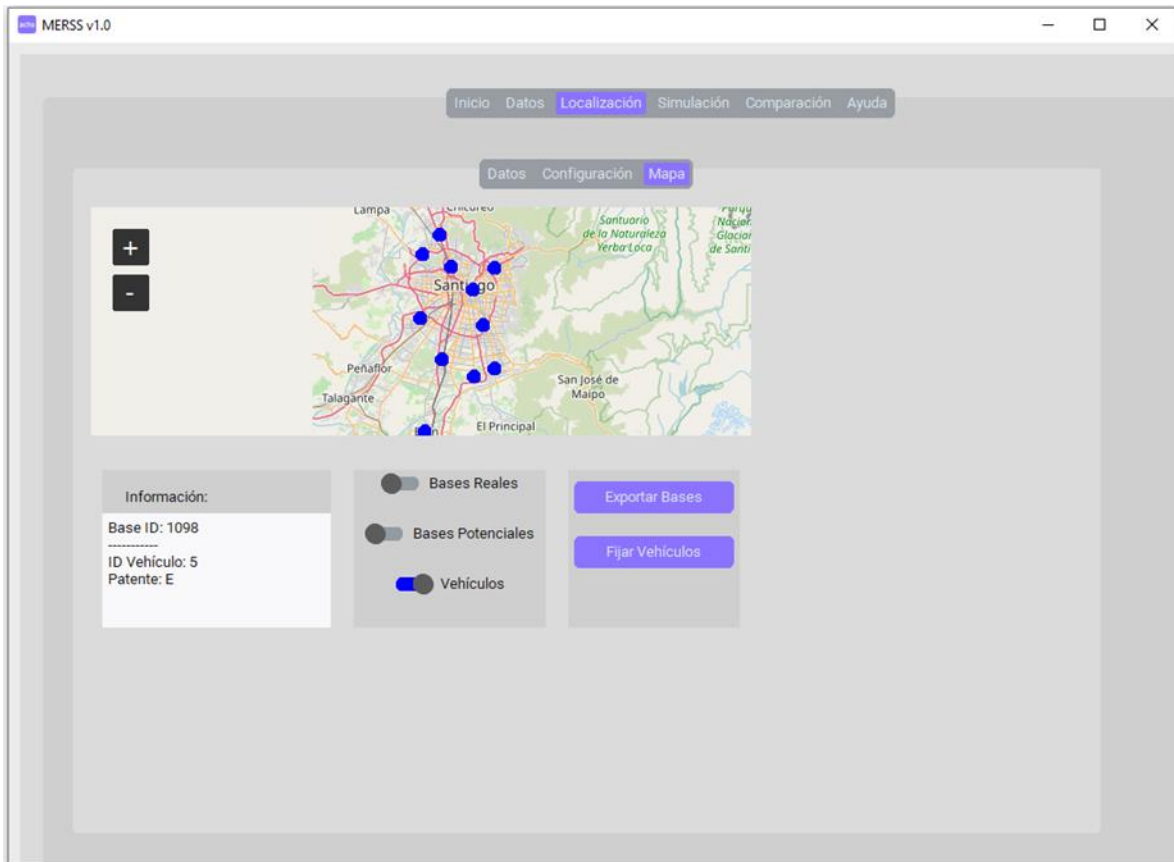 MERSS v1.0
Inicio Datos Localización Simulación Comparación Ayuda
Datos Configuración Mapa
+
-
Lampa
Santuario
de la Naturaleza
Yerba Loca
de Santi
Santiago
Peñaflor
Talagante
San José de
Maipo
El Principal
Información:
Base ID: 1098
-----------
ID Vehículo: 5
Patente: E
Bases Reales
Bases Potenciales
Vehículos
Exportar Bases
Fijar Vehículos